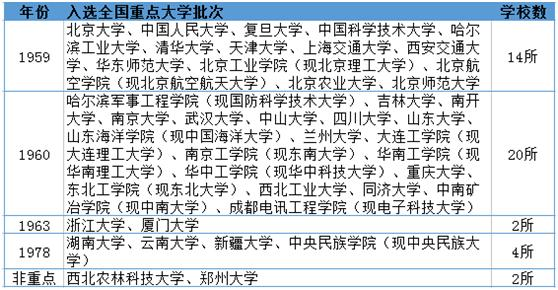 年份 入选全国重点大学批次 学校数
北京大学、中国人民大学、复旦大学、中国科学技术大学、哈尔
滨工业大学、清华大学、天津大学、上海交通大学、西安交通大
1959 学、华东师范大学、北京工业学院（现北京理工大学）、北京航 14所
空学院（现北京航空航天大学）、北京农业大学、北京师范大学
哈尔滨军事工程学院（现国防科学技术大学）、吉林大学、南开
大学、南京大学、武汉大学、中山大学、四川大学、山东大学、
山东海洋学院（现中国海洋大学）、兰州大学、大连工学院（现
1960 大连理工大学）、南京工学院（现东南大学）、华南工学院（现 20所
华南理工大学）、华中工学院（现华中科技大学）、重庆大学、
东北工学院（现东北大学）、西北工业大学、同济大学、中南矿
冶学院（现中南大学）、成都电讯工程学院（现电子科技大学）
1963 浙江大学、厦门大学 2所
1978 湖南大学、云南大学、新疆大学、中央民族学院（现中央民族大 4所
学）
非重点 西北农林科技大学、郑州大学 2所